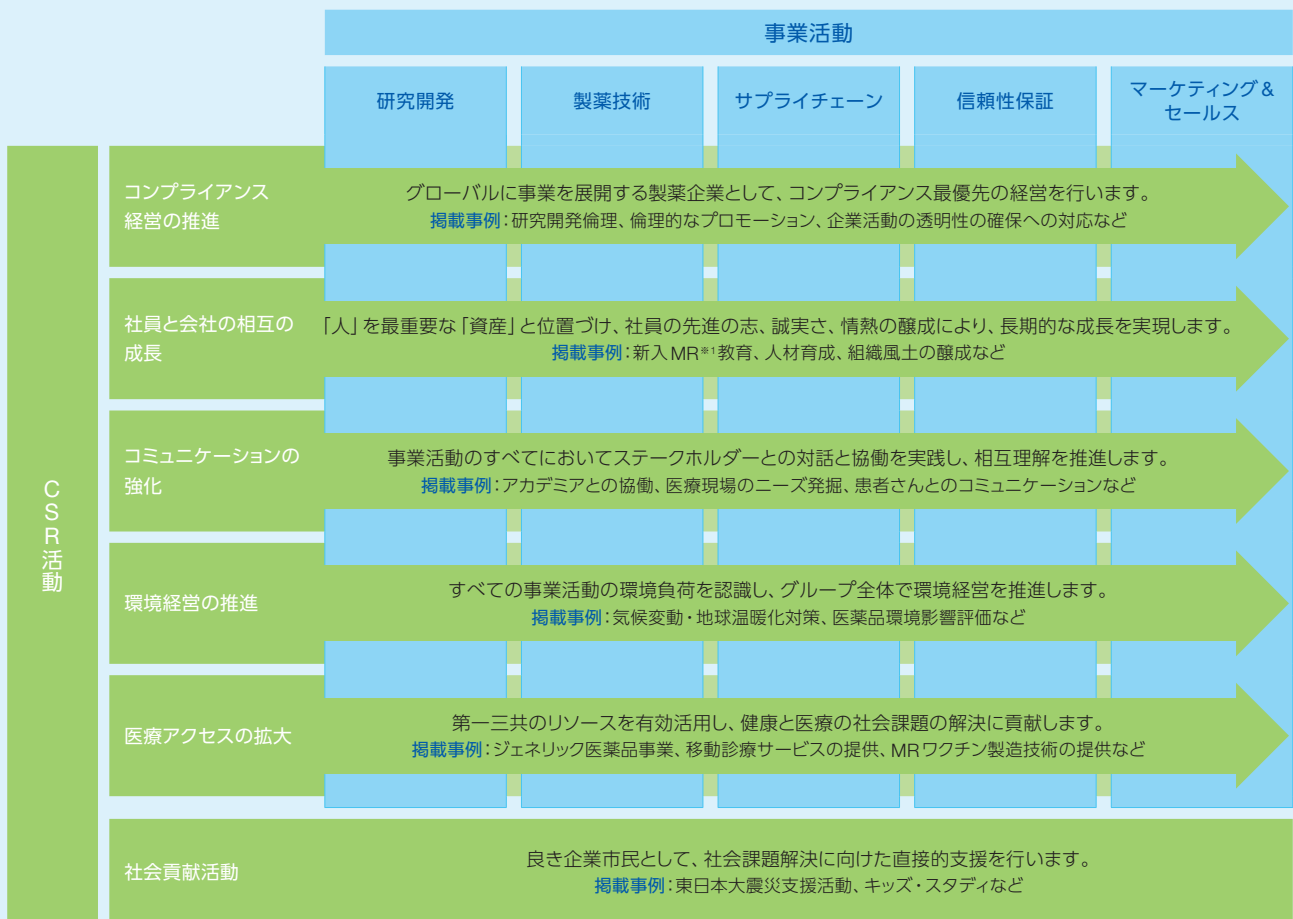 事業活動
研究開発
製薬技術
サプライチェーン
信頼性保証
マーケティング&
セールス
CSR活動
コンプライアンス
経営の推進
グローバルに事業を展開する製薬企業として、コンプライアンス最優先の経営を行います。
掲載事例:研究開発倫理、倫理的なプロモーション、企業活動の透明性の確保への対応など
社員と会社の相互の
成長
「人」を最重要な「資産」と位置づけ、社員の先進の志、誠実さ、情熱の醸成により、長期的な成長を実現します。
掲載事例:新入MR※1教育、人材育成、組織風土の醸成など
コミュニケーションの
強化
事業活動のすべてにおいてステークホルダーとの対話と協働を実践し、相互理解を推進します。
掲載事例:アカデミアとの協働、医療現場のニーズ発掘、患者さんとのコミュニケーションなど
環境経営の推進
すべての事業活動の環境負荷を認識し、グループ全体で環境経営を推進します。
掲載事例:気候変動・地球温暖化対策、医薬品環境影響評価など
医療アクセスの拡大
第一三共のリソースを有効活用し、健康と医療の社会課題の解決に貢献します。
掲載事例:ジェネリック医薬品事業、移動診療サービスの提供、MRワクチン製造技術の提供など
社会貢献活動
良き企業市民として、社会課題解決に向けた直接的支援を行います。
掲載事例:東日本大震災支援活動、キッズ・スタディなど